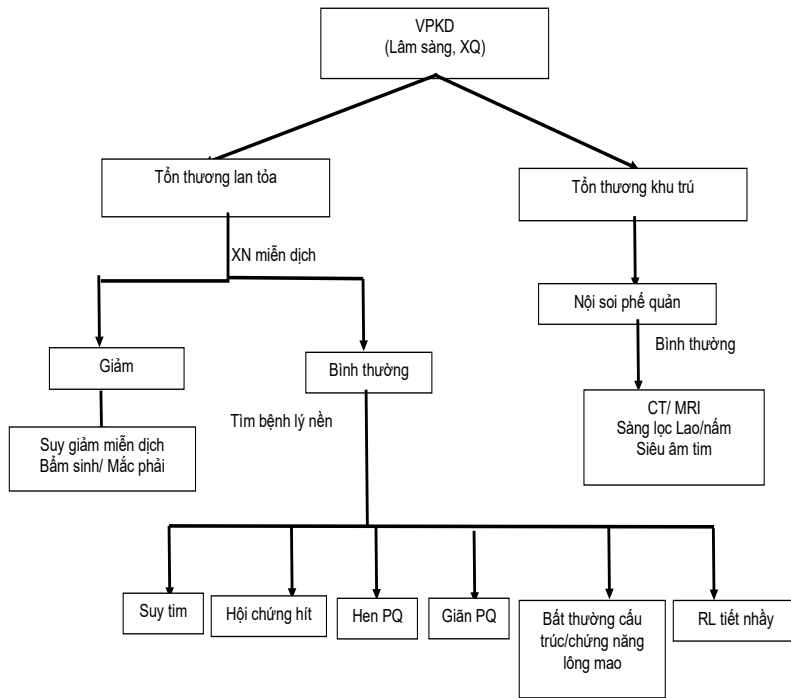 VPKD
(Lâm sàng, XQ)
Tổn thương lan tỏa
Tổn thương khu trú
XN miễn dịch
Nội soi phế quản
Bình thường
Giảm
Bình thường
CT/ MRI
Sàng lọc Lao/nấm
Siêu âm tim
Tìm bệnh lý nền
Suy giảm miễn dịch
Bẩm sinh/ Mắc phải
Suy tim
Hội chứng hít
Hen PQ
Giãn PQ
Bất thường cấu
trúc/chứng năng
lông mao
RL tiết nhầy